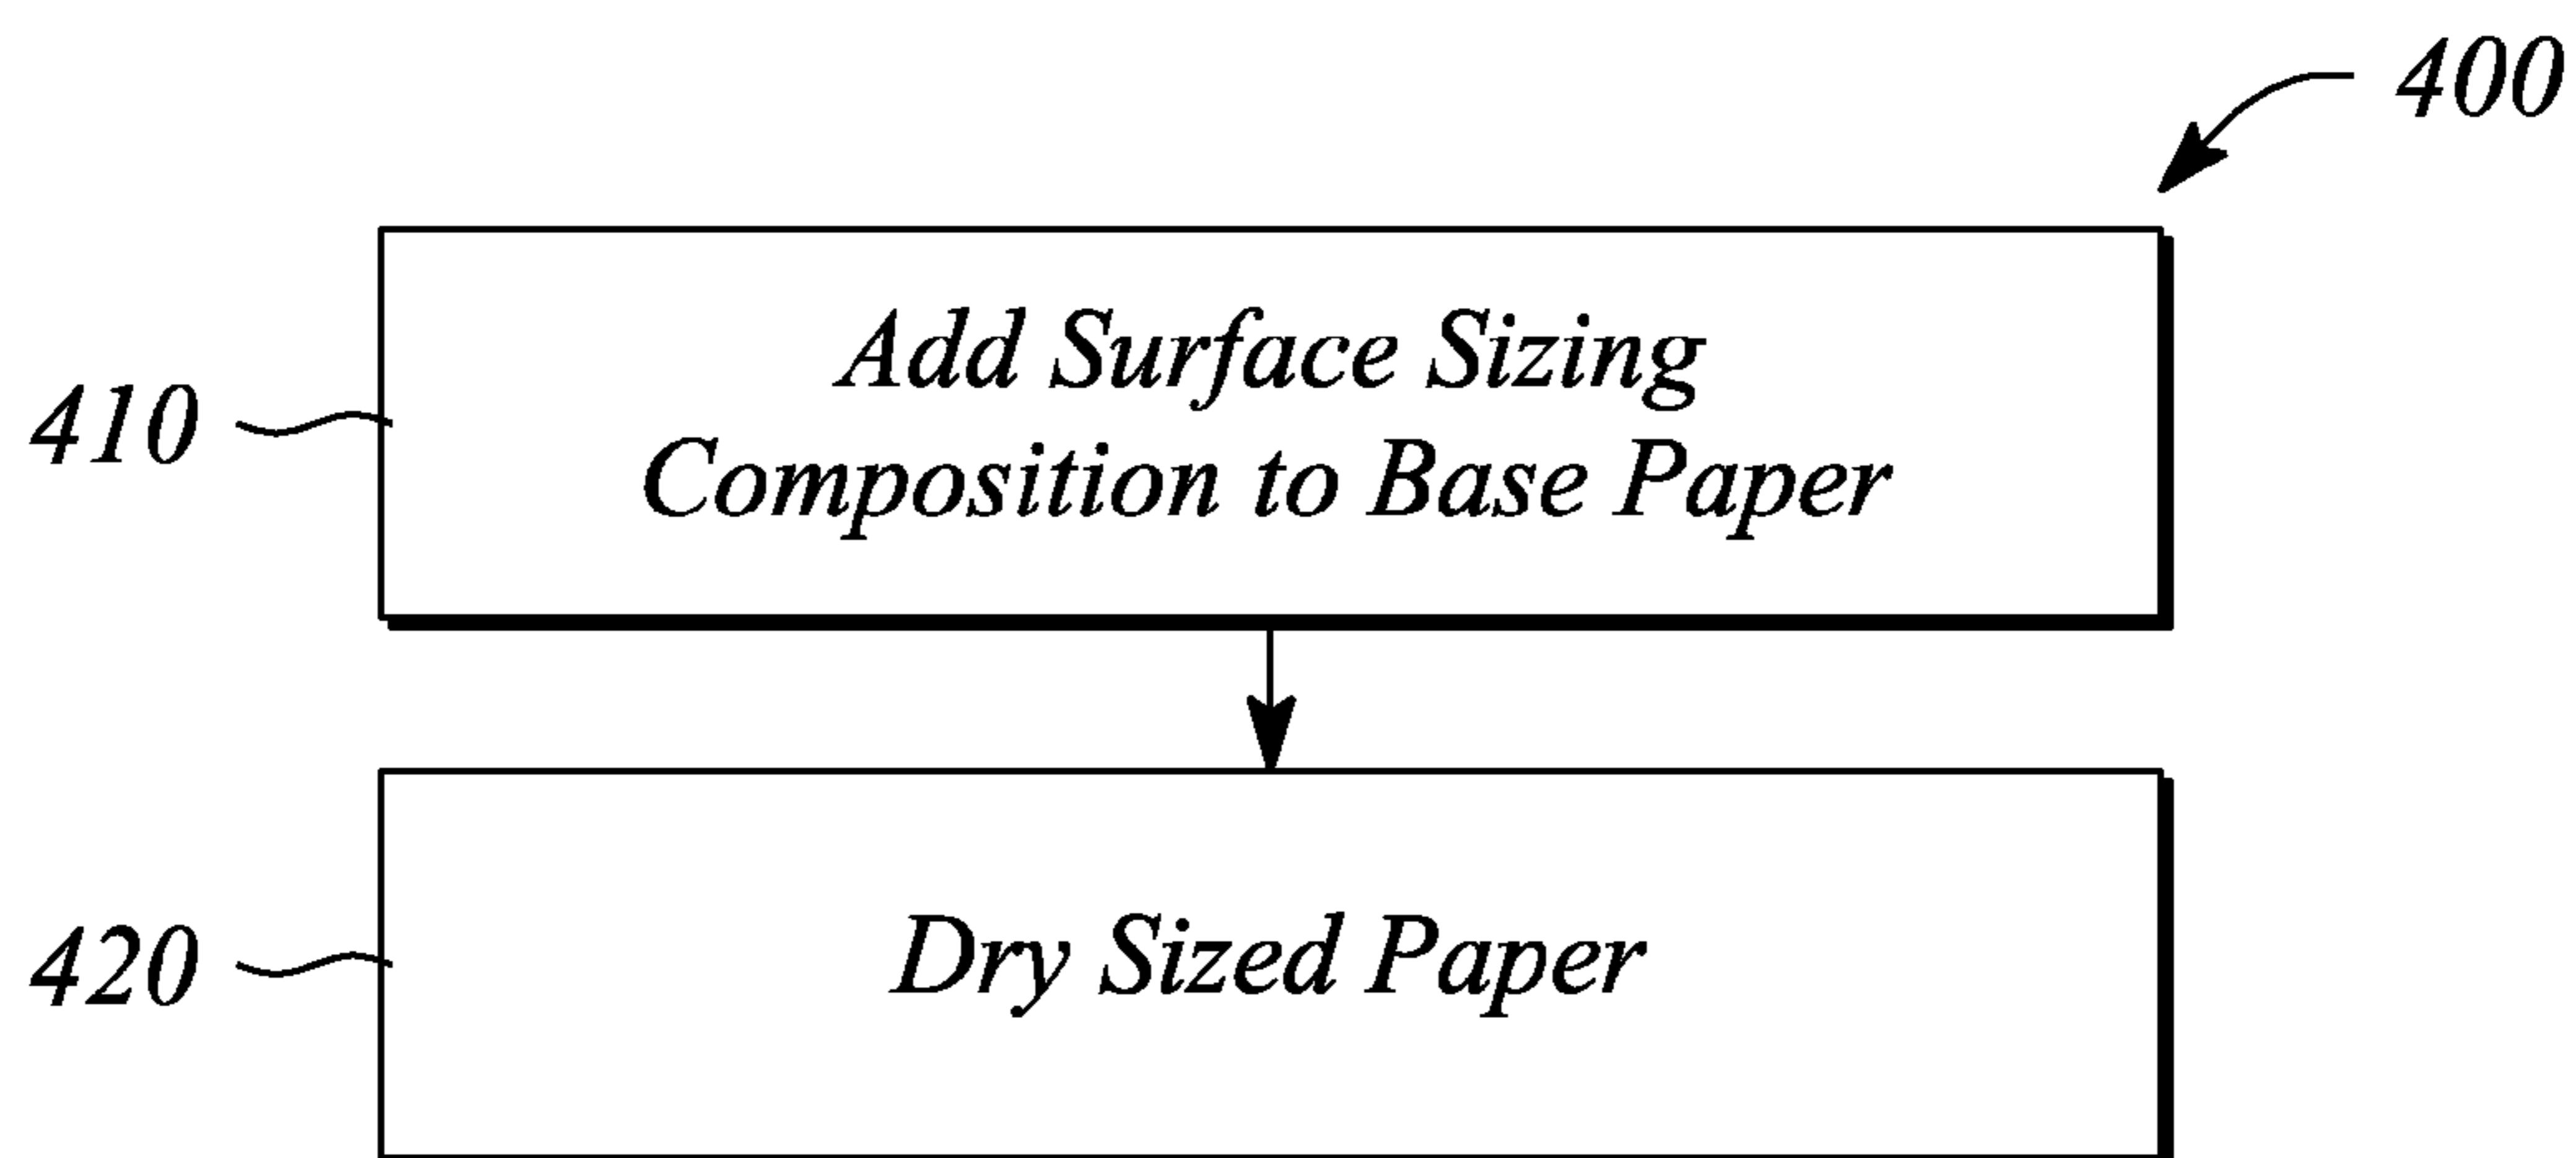 400
410
Add Surface Sizing
Composition to Base Paper
420
Dry Sized Paper